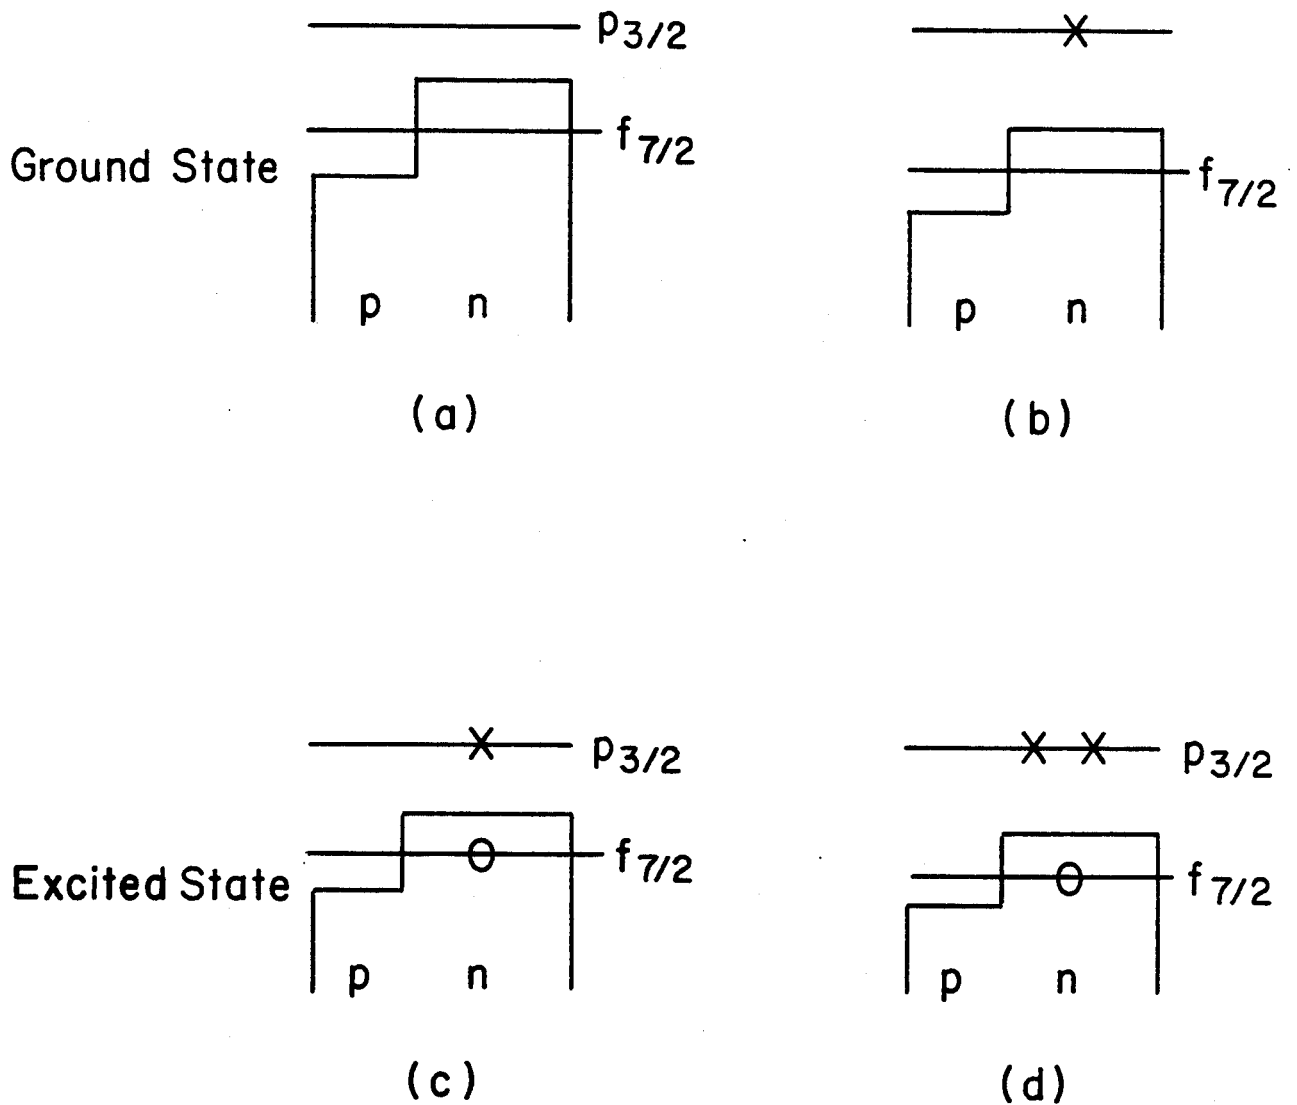 p3/2
Ground State
f7/2
f7/2
p n
p n
(a)
(b)
p3/2
p3/2
Excited State
f7/2
f7/2
p n
p n
(c)
(d)